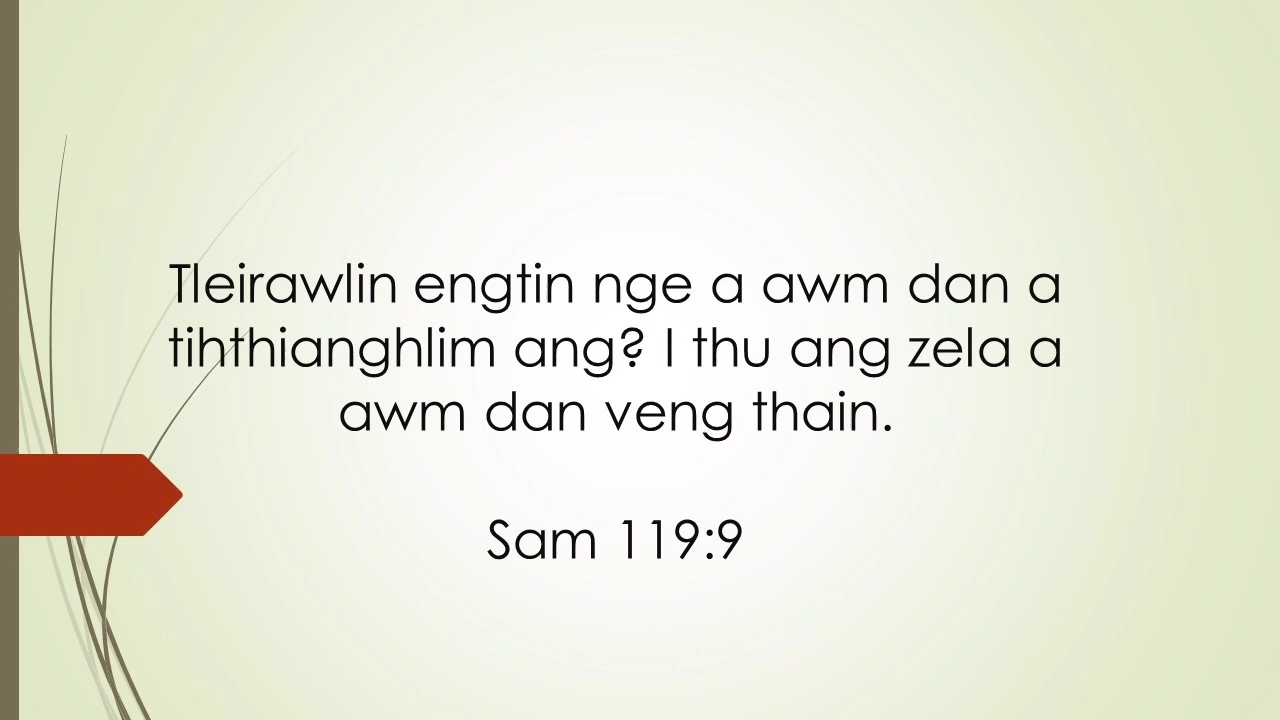 Tleirawlin engtin nge a awm dan a
tihthianghlim ang? I thu ang zela a
awm dan veng thain.
Sam 119:9